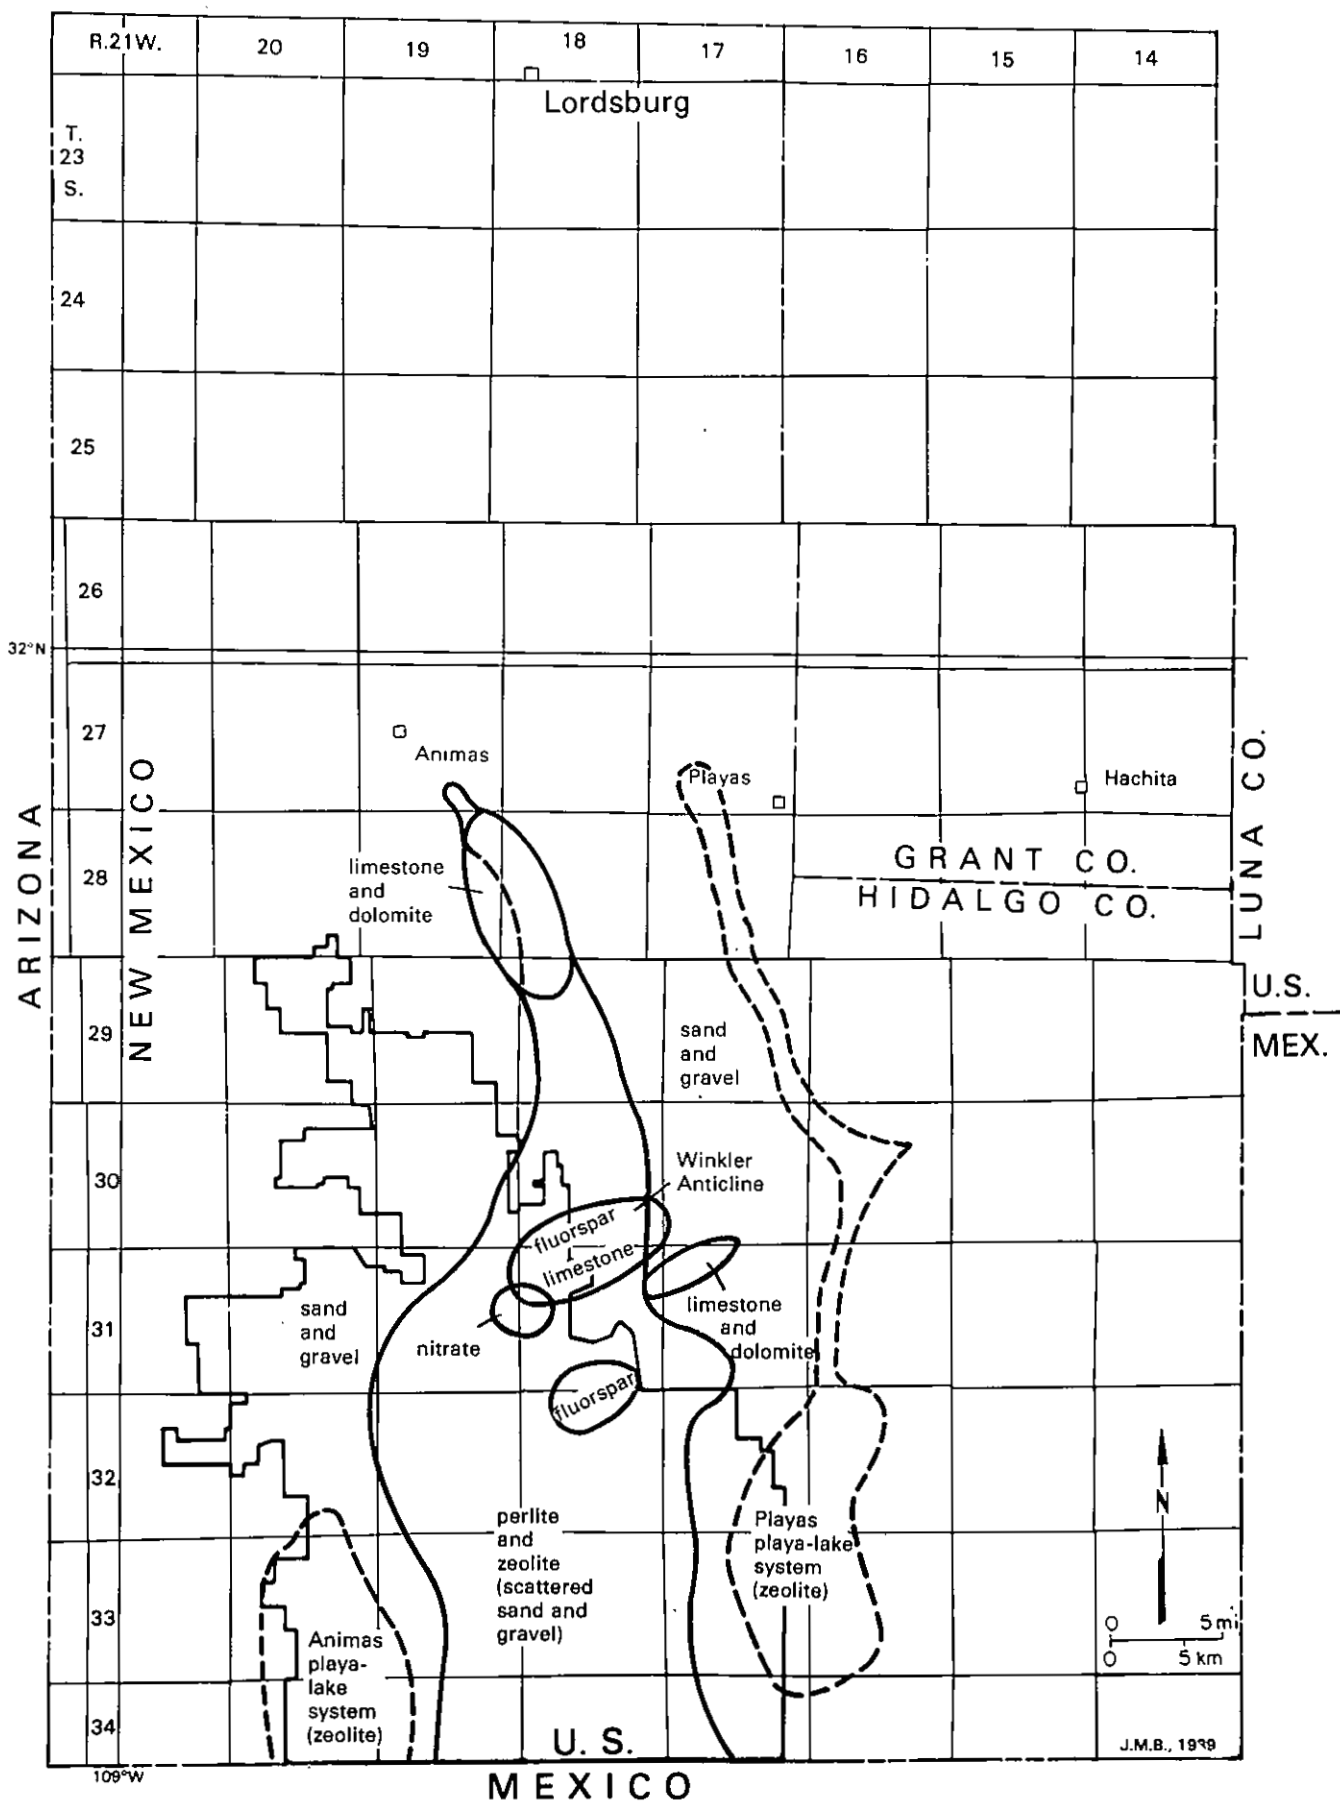 R.21W.
20
19
18
17
16
15
14
Lordsburg
T.
23
S.
24
25
26
32°N
27
Animas
Playas
Hachita
ARIZONA
NEW MEXICO
LUNA CO.
28
limestone
and
dolomite
GRANT CO.
HIDALGO CO.
U.S.
MEX.
29
sand
and
gravel
30
Winkler
Anticline
fluorspar
limestone
31
sand
and
gravel
nitrate
limestone
and
dolomite
fluorspar
32
perlite
and
zeolite
(scattered
sand and
gravel)
Playas
playa-lake
system
(zeolite)
N
33
0 5 mi
0 5 km
Animas
playa-
lake
system
(zeolite)
34
U. S.
MEXICO
109°W
J.M.B.,